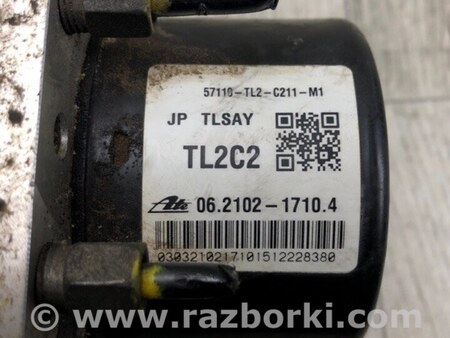 57110-TL2-C211-M1
JP TLSAY
TL2C2
Ate 06.2102-1710.4
0303210217101512228380
© www.razborki.com